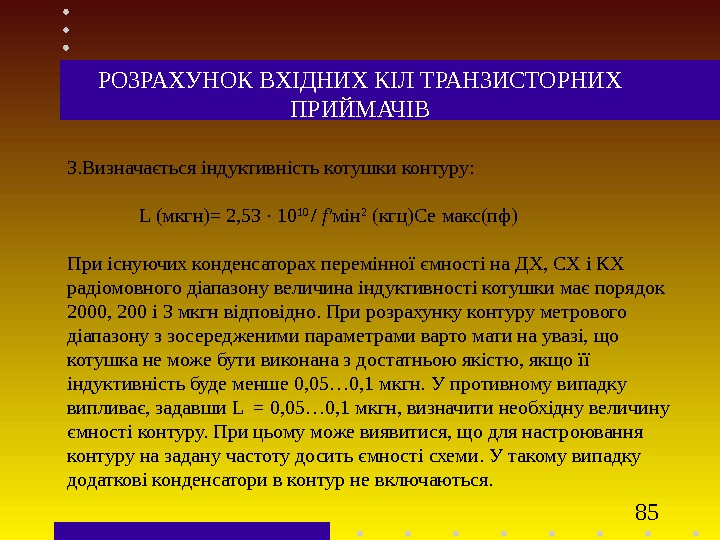 РОЗРАХУНОК ВХІДНИХ КІЛ ТРАНЗИСТОРНИХ
ПРИЙМАЧІВ
3.Визначається індуктивність котушки контуру:
L (мкгн)= 2,53 · 10¹⁰ / f'мін² (кгц)Се макс(пф)
При існуючих конденсаторах перемінної ємності на ДХ, СХ і КХ
радіомовного діапазону величина індуктивності котушки має порядок
2000, 200 і 3 мкгн відповідно. При розрахунку контуру метрового
діапазону з зосередженими параметрами варто мати на увазі, що
котушка не може бути виконана з достатньою якістю, якщо її
індуктивність буде менше 0,05…0,1 мкгн. У противному випадку
випливає, задавши L = 0,05…0,1 мкгн, визначити необхідну величину
ємності контуру. При цьому може виявитися, що для настроювання
контуру на задану частоту досить ємності схеми. У такому випадку
додаткові конденсатори в контур не включаються.
85